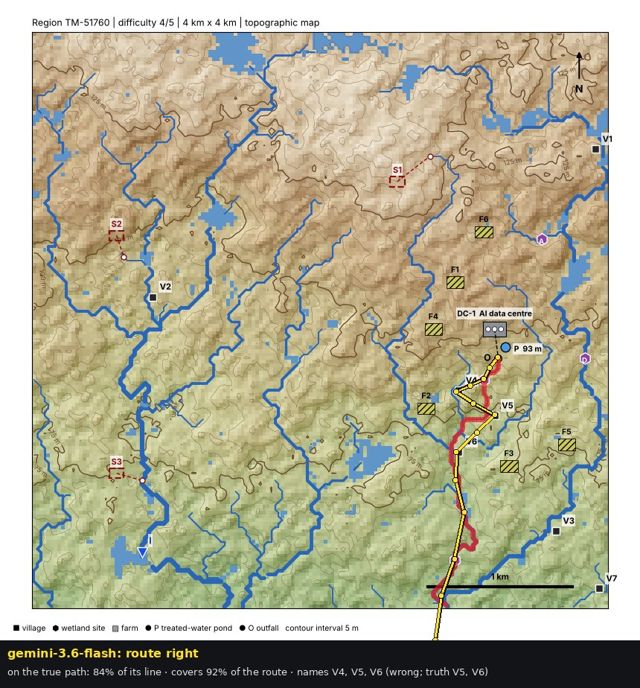 Region TM-51760 | difficulty 4/5 | 4 km x 4 km | topographic map
N
V1
125 m
125 m
S1
S2
F6
A
V2
F1
DC-1 AI data centre
F4
P 93 m
O
D
V4
F2
V5
V6
F5
F3
S3
I
V3
V7
1 km
■ village ⬢ wetland site ▨ farm ● P treated-water pond ● O outfall contour interval 5 m
gemini-3.6-flash: route right
on the true path: 84% of its line · covers 92% of the route · names V4, V5, V6 (wrong; truth V5, V6)